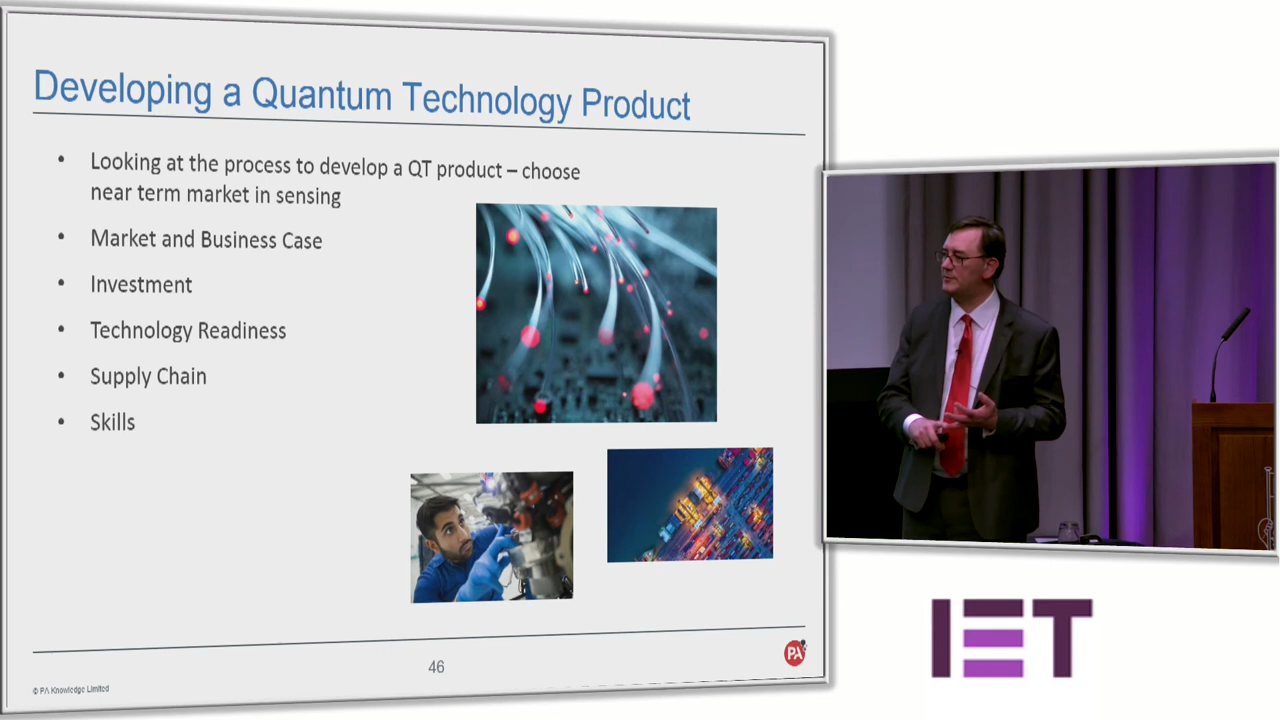 Developing a Quantum Technology Product
• Looking at the process to develop a QT product – choose
near term market in sensing
• Market and Business Case
• Investment
• Technology Readiness
• Supply Chain
• Skills
46
PA
© PA Knowledge Limited
IET